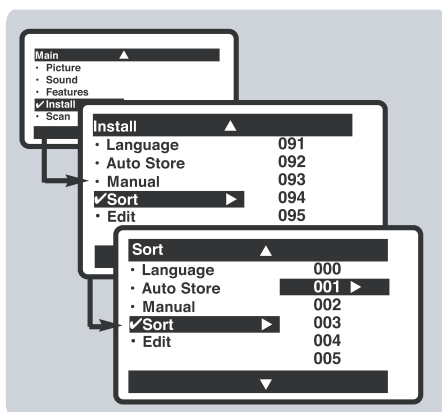 Main ▲
· Picture
· Sound
· Features
✔Install
· Scan
Install ▲
· Language 091
· Auto Store 092
· Manual 093
✔Sort ▶ 094
· Edit 095
Sort ▲
· Language 000
· Auto Store 001 ▶
· Manual 002
✔Sort ▶ 003
· Edit 004
005
▼